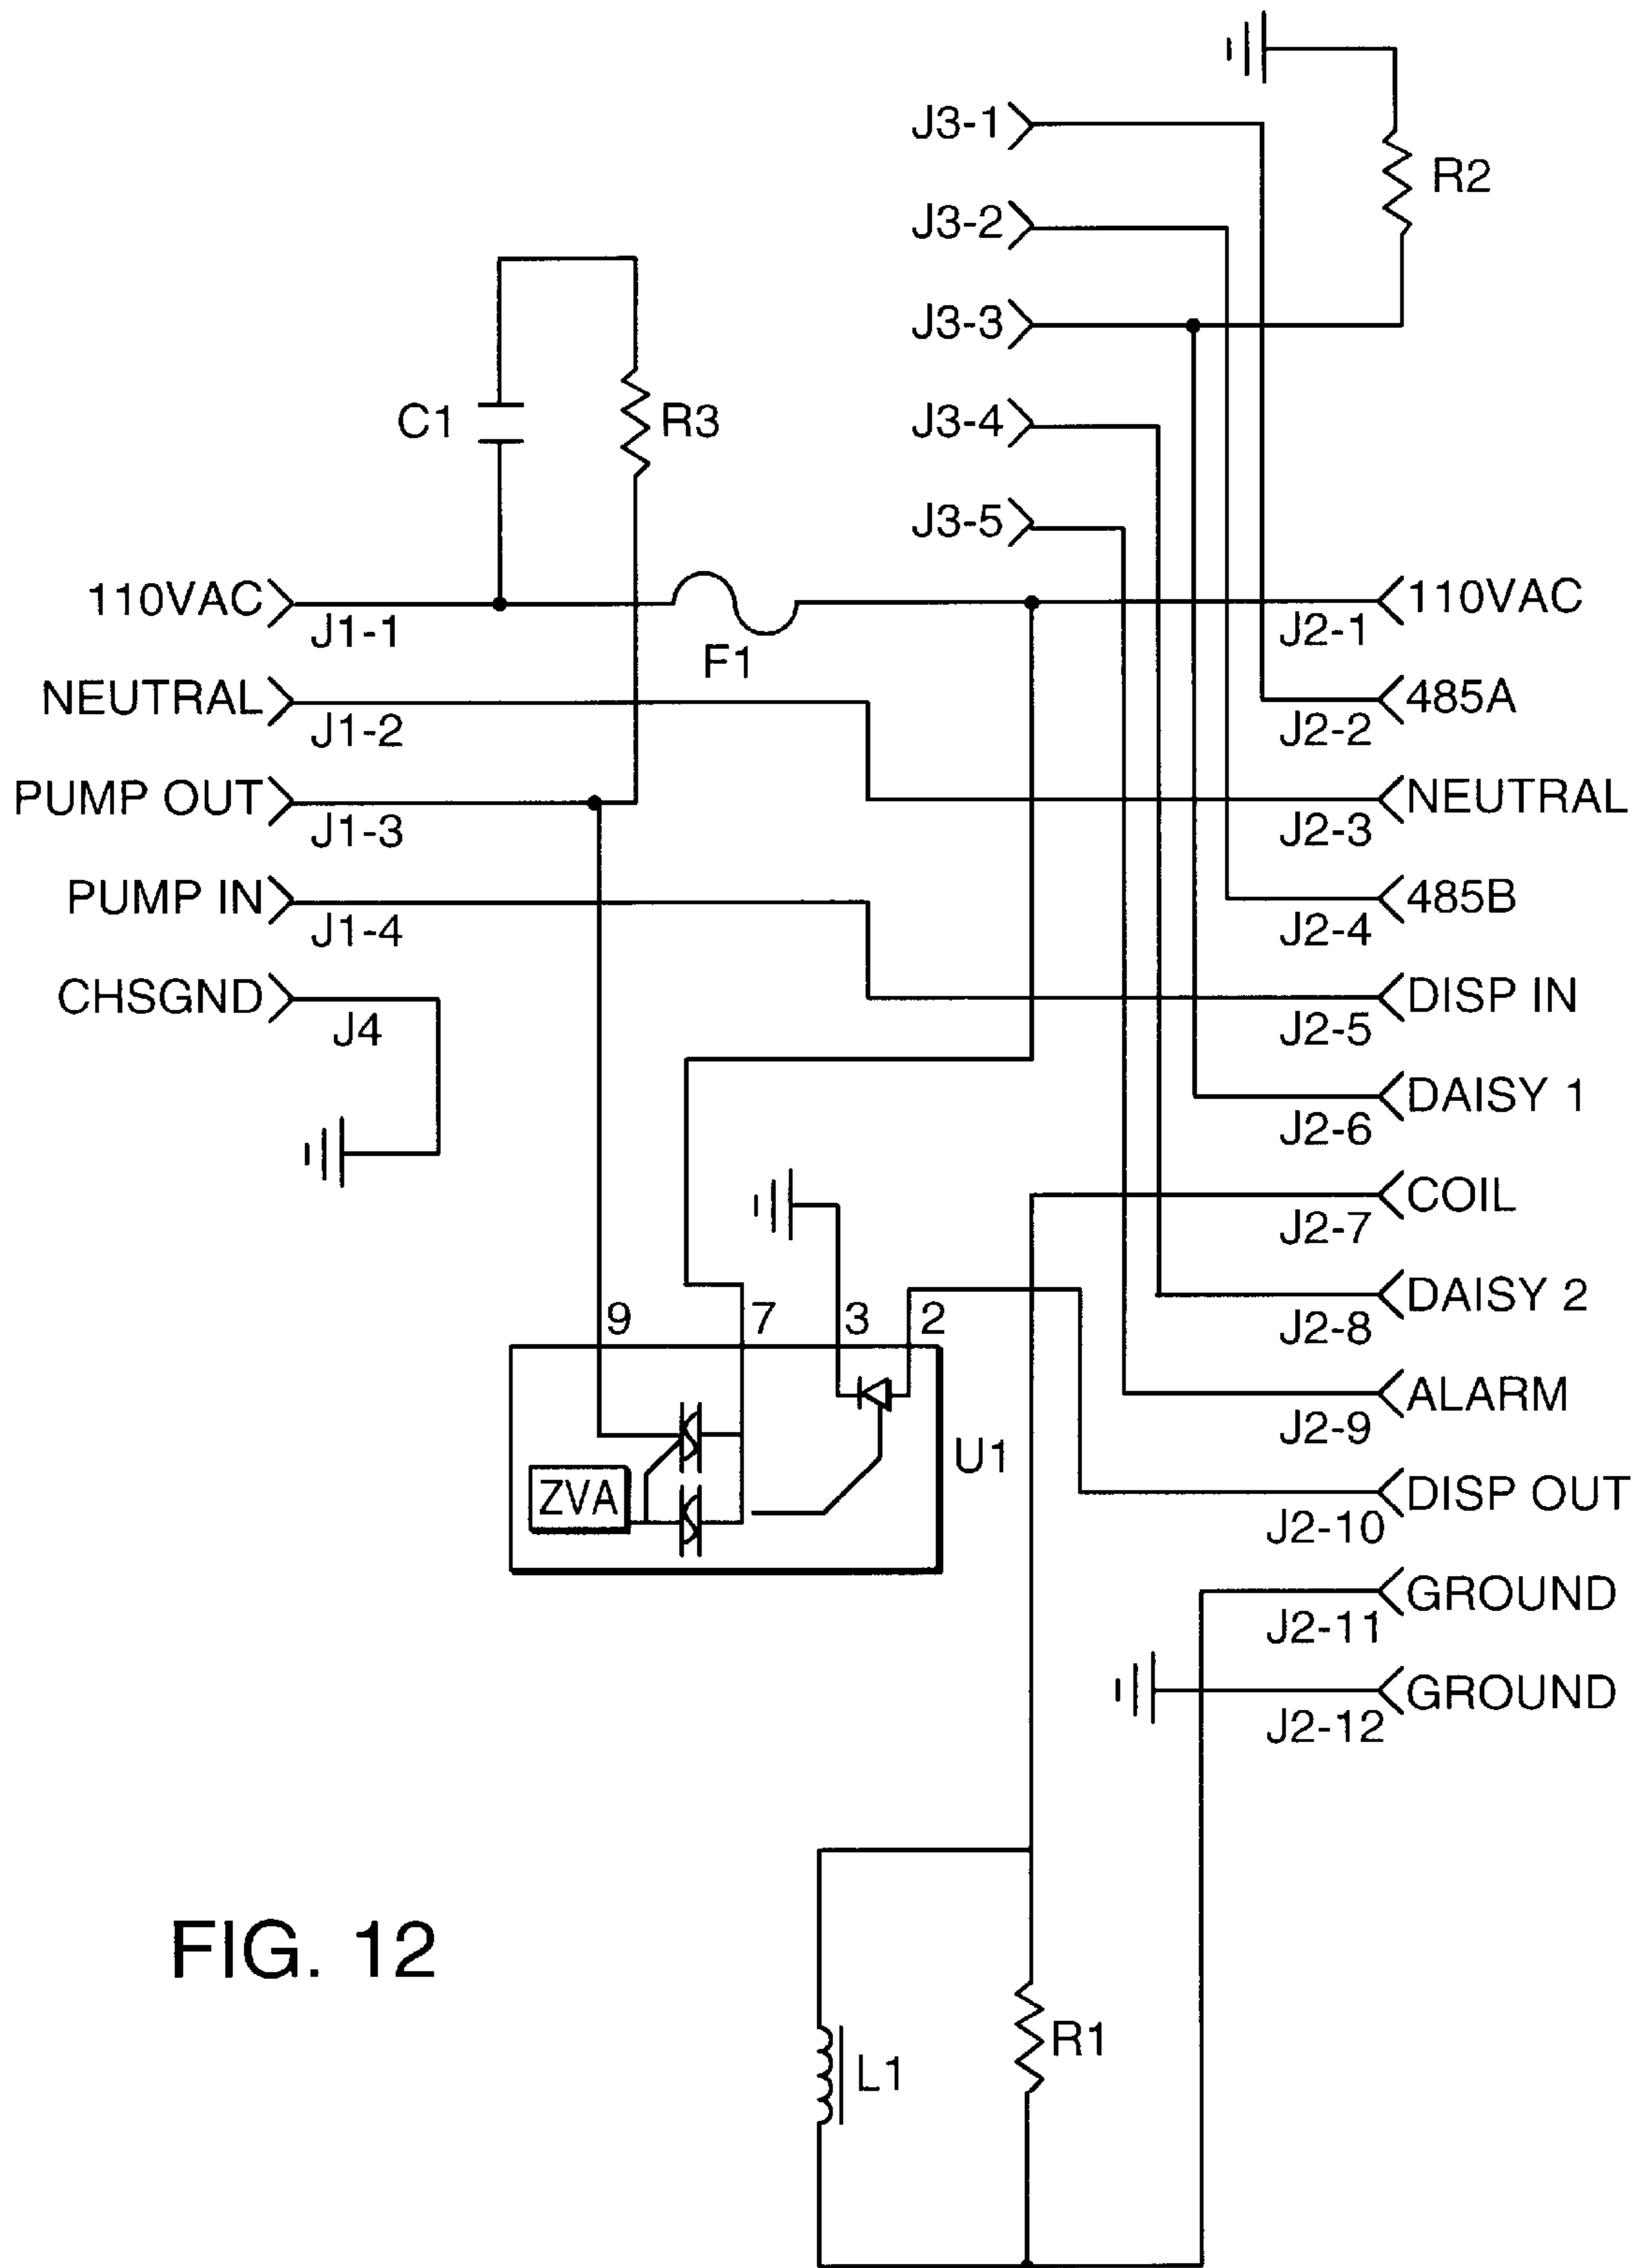 J3-1
R2
J3-2
J3-3
C1
R3
J3-4
J3-5
110VAC
J1-1
F1
110VAC
J2-1
NEUTRAL
J1-2
485A
J2-2
PUMP OUT
J1-3
NEUTRAL
J2-3
PUMP IN
J1-4
485B
J2-4
CHSGND
J4
DISP IN
J2-5
DAISY 1
J2-6
COIL
J2-7
9
7
3
2
DAISY 2
J2-8
ALARM
J2-9
U1
ZVA
DISP OUT
J2-10
GROUND
J2-11
GROUND
J2-12
FIG. 12
R1
L1